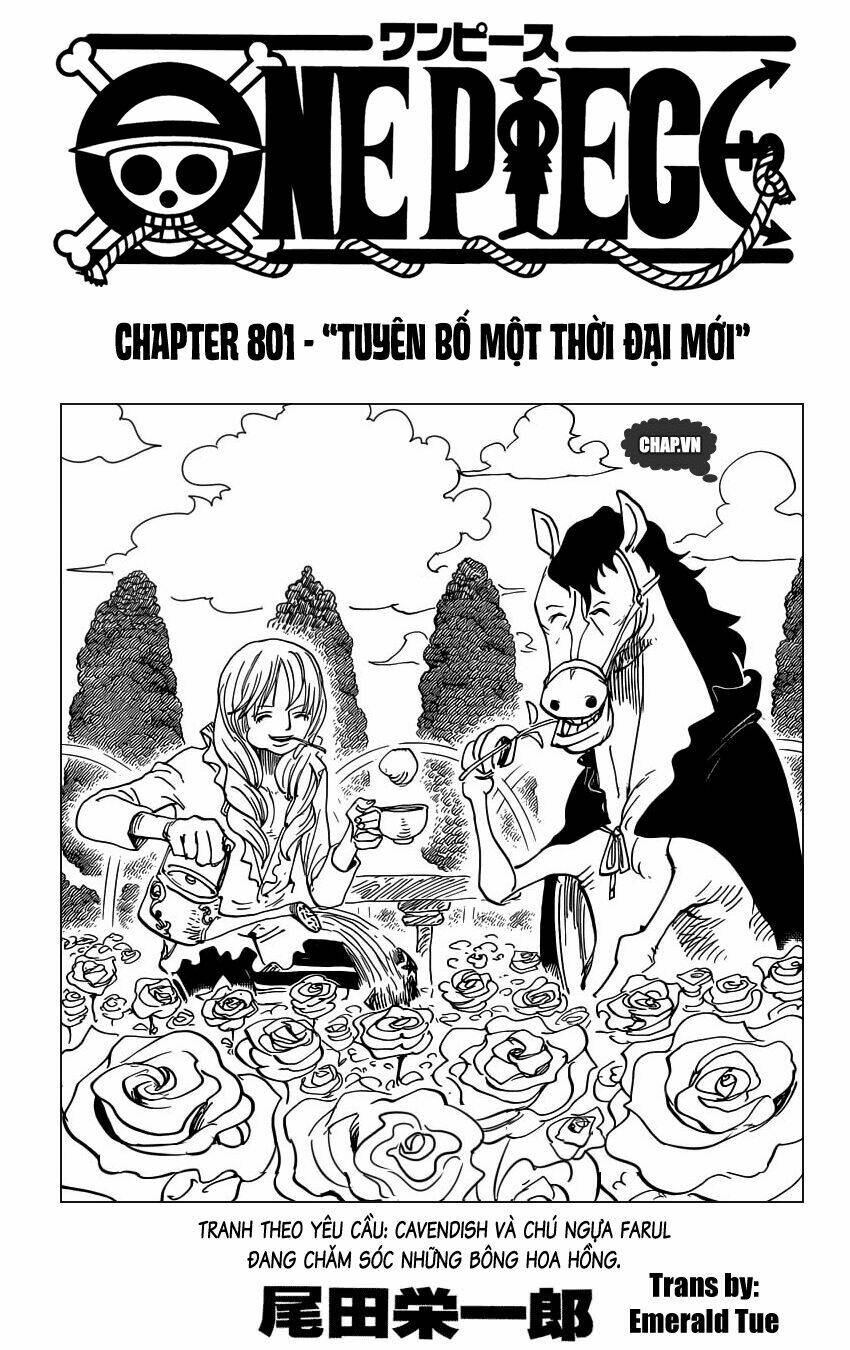 ワンピース
ONE PIECE
CHAPTER 801 - "TUYÊN BỐ MỘT THỜI ĐẠI MỚI"
CHAP.VN
TRANH THEO YÊU CẦU: CAVENDISH VÀ CHÚ NGỰA FARUL
ĐANG CHĂM SÓC NHỮNG BÔNG HOA HỒNG.
尾田栄一郎
Trans by:
Emerald Tue